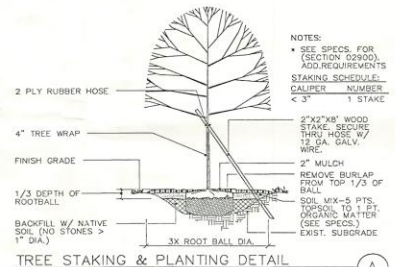 NOTES:
* SEE SPECS. FOR
(SECTION 02900)
ADD.REQUIREMENTS
STAKING SCHEDULE:
CALIPER NUMBER
< 3" 1 STAKE
2 PLY RUBBER HOSE
4" TREE WRAP
FINISH GRADE
1/3 DEPTH OF
ROOTBALL
BACKFILL W/ NATIVE
SOIL (NO STONES >
1" DIA.)
2"X2"X8' WOOD
STAKE. SECURE
THRU HOSE W/
12 GA. GALV.
WIRE.
2" MULCH
REMOVE BURLAP
FROM TOP 1/3 OF
BALL
SOIL MIX-5 PTS.
TOPSOIL TO 1 PT.
ORGANIC MATTER
(SEE SPECS.)
EXIST. SUBGRADE
3X ROOT BALL DIA.
TREE STAKING & PLANTING DETAIL
A